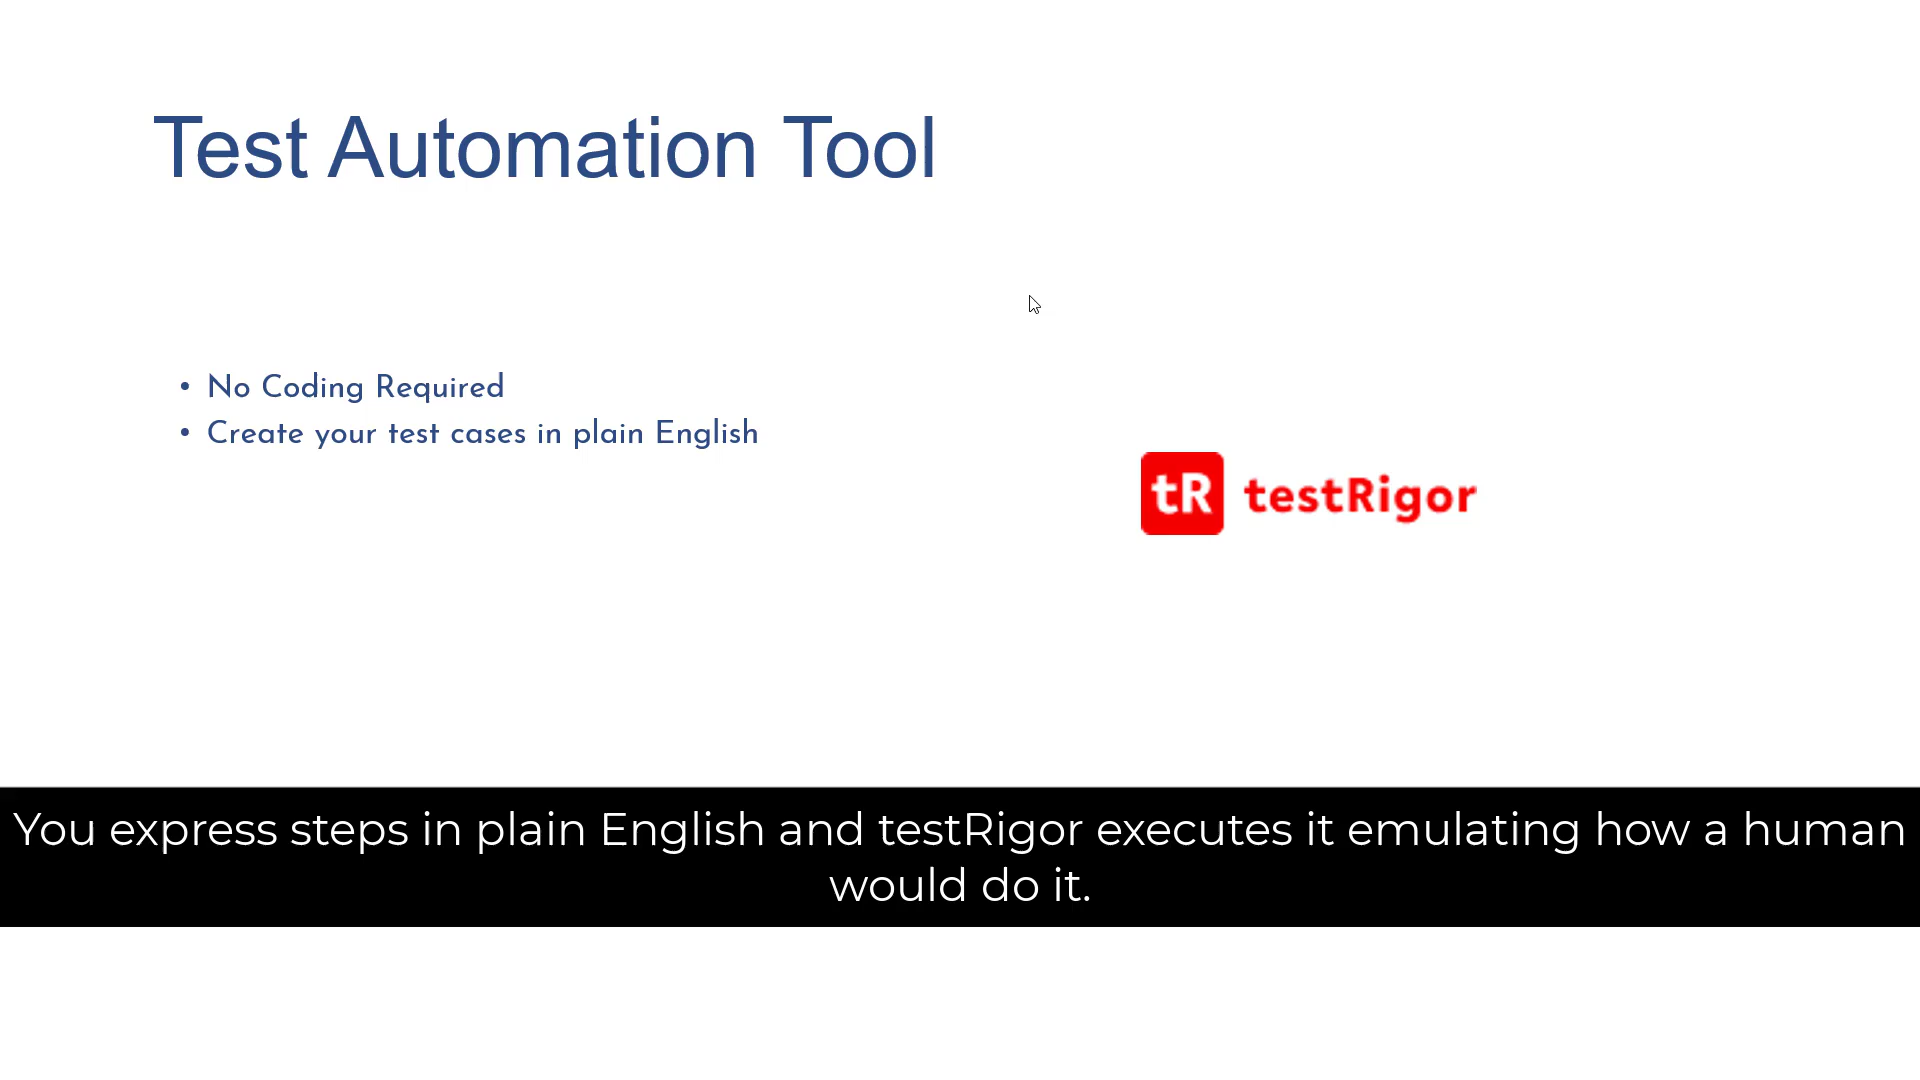 Test Automation Tool
• No Coding Required
• Create your test cases in plain English
tR testRigor
You express steps in plain English and testRigor executes it emulating how a human
would do it.